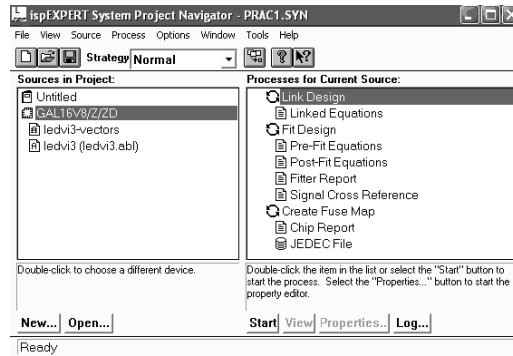 ispEXPERT System Project Navigator - PRAC1.SYN
File View Source Process Options Window Tools Help
Strategy Normal
Sources in Project:
Untitled
GAL16V8/Z/ZD
ledvi3-vectors
ledvi3 (ledvi3.abl)
Double-click to choose a different device.
New... Open...
Processes for Current Source:
Link Design
Linked Equations
Fit Design
Pre-Fit Equations
Post-Fit Equations
Fitter Report
Signal Cross Reference
Create Fuse Map
Chip Report
JEDEC File
Double-click the item in the list or select the "Start" button to
start the process. Select the "Properties..." button to start the
property editor.
Start View Properties... Log...
Ready